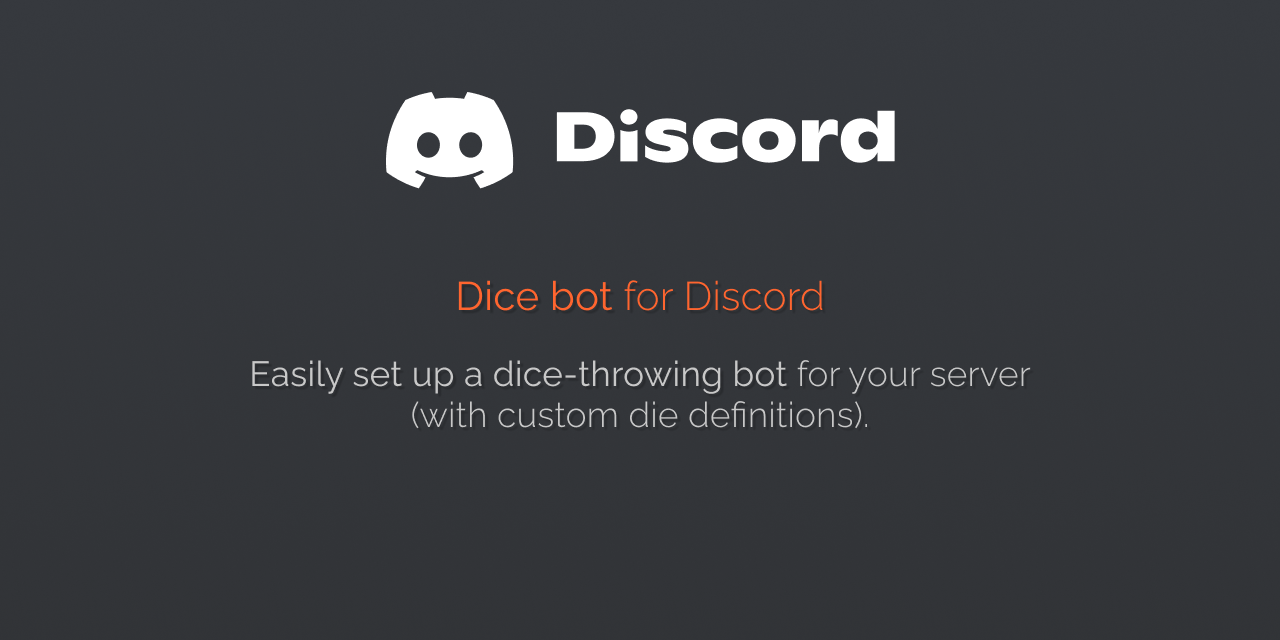 Discord
Dice bot for Discord
Easily set up a dice-throwing bot for your server
(with custom die definitions).